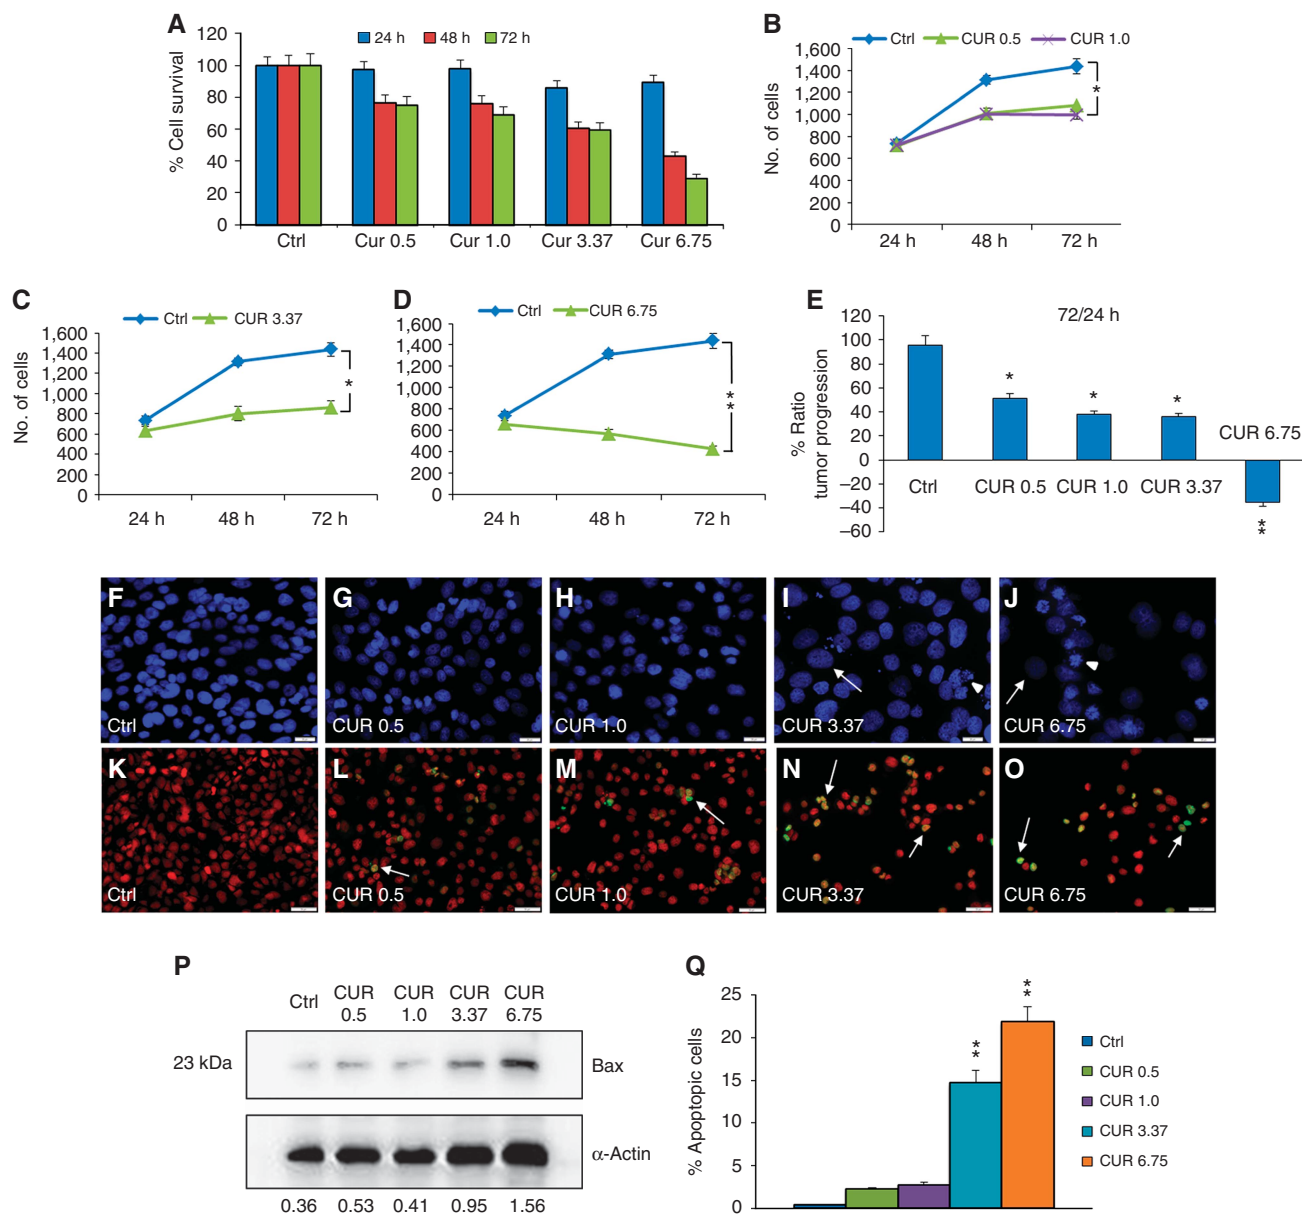 A
% Cell survival
120
100
80
60
40
20
0
24 h
48 h
72 h
Ctrl
Cur 0.5
Cur 1.0
Cur 3.37
Cur 6.75
B
Ctrl
CUR 0.5
CUR 1.0
No. of cells
1,600
1,400
1,200
1,000
800
600
400
200
0
*
24 h
48 h
72 h
C
Ctrl
CUR 3.37
No. of cells
1,600
1,400
1,200
1,000
800
600
400
200
0
*
24 h
48 h
72 h
D
Ctrl
CUR 6.75
1,600
1,400
1,200
1,000
800
600
400
200
0
**
24 h
48 h
72 h
E
72/24 h
% Ratio
tumor progression
120
100
80
60
40
20
0
–20
–40
–60
*
*
*
**
Ctrl
CUR 0.5
CUR 1.0
CUR 3.37
CUR 6.75
F
Ctrl
G
CUR 0.5
H
CUR 1.0
I
CUR 3.37
J
CUR 6.75
K
Ctrl
L
CUR 0.5
M
CUR 1.0
N
CUR 3.37
O
CUR 6.75
P
Ctrl
CUR
0.5
CUR
1.0
CUR
3.37
CUR
6.75
23 kDa
Bax
α-Actin
0.36
0.53
0.41
0.95
1.56
Q
% Apoptopic cells
25
20
15
10
5
0
**
**
Ctrl
CUR 0.5
CUR 1.0
CUR 3.37
CUR 6.75